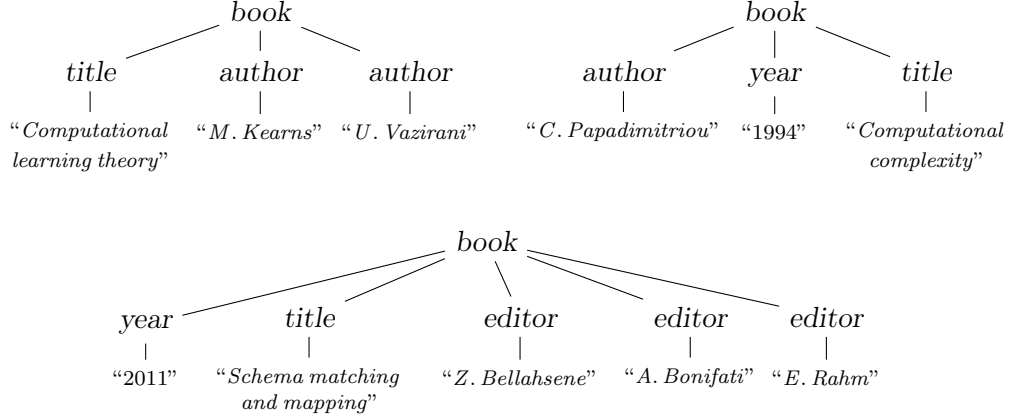 book book
title author author author year title
“Computational “M. Kearns” “U. Vazirani” “C. Papadimitriou” “1994” “Computational
learning theory” complexity”
book
year title editor editor editor
“2011” “Schema matching “Z. Bellahsene” “A. Bonifati” “E. Rahm”
and mapping”